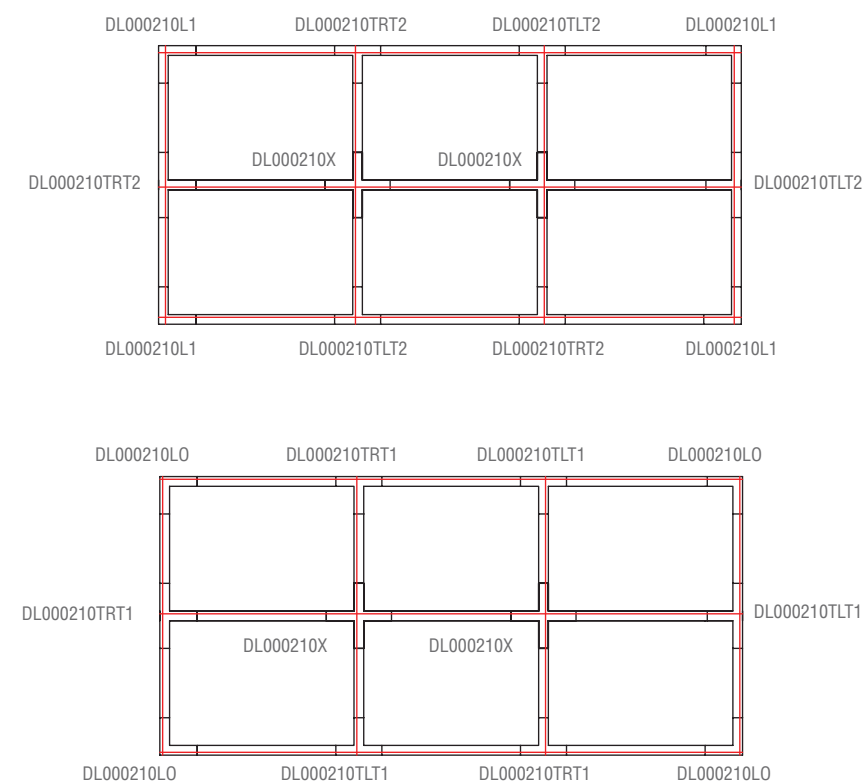 DL000210L1 DL000210TRT2 DL000210TLT2 DL000210L1
DL000210X DL000210X
DL000210TRT2 DL000210TLT2
DL000210L1 DL000210TLT2 DL000210TRT2 DL000210L1
DL000210LO DL000210TRT1 DL000210TLT1 DL000210LO
DL000210TRT1 DL000210TLT1
DL000210X DL000210X
DL000210LO DL000210TLT1 DL000210TRT1 DL000210LO